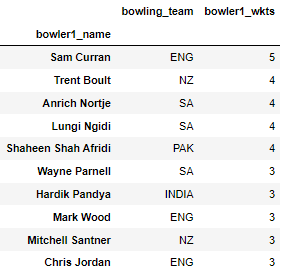 bowling_team bowler1_wkts
bowler1_name
Sam Curran ENG 5
Trent Boult NZ 4
Anrich Nortje SA 4
Lungi Ngidi SA 4
Shaheen Shah Afridi PAK 4
Wayne Parnell SA 3
Hardik Pandya INDIA 3
Mark Wood ENG 3
Mitchell Santner NZ 3
Chris Jordan ENG 3